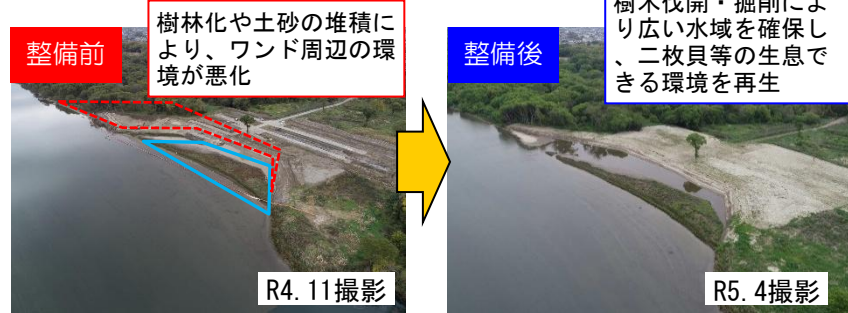 整備前
樹林化や土砂の堆積に
より、ワンド周辺の環
境が悪化
R4.11撮影
整備後
樹木伐開・掘削によ
り広い水域を確保し
、二枚貝等の生息で
きる環境を再生
R5.4撮影